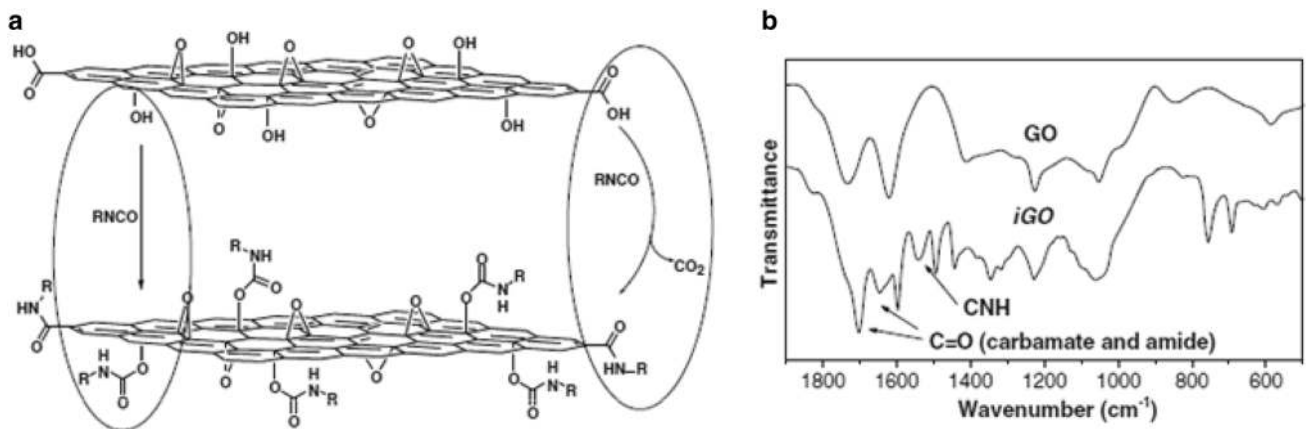 a
HO
O
O
OH
O
O
OH
O
OH
OH
O
OH
O
OH
O
RNCO
RNCO
CO2
R
HN
O
R
NH
O
O
O
O
O
O
O
N
H
R
O
N-R
H
R
H
N
O
O
O
O
O
H
N
R
O
O
O
H
N
R
O
HN-R
b
Transmittance
GO
iGO
CNH
C=O (carbamate and amide)
1800 1600 1400 1200 1000 800 600
Wavenumber (cm-1)